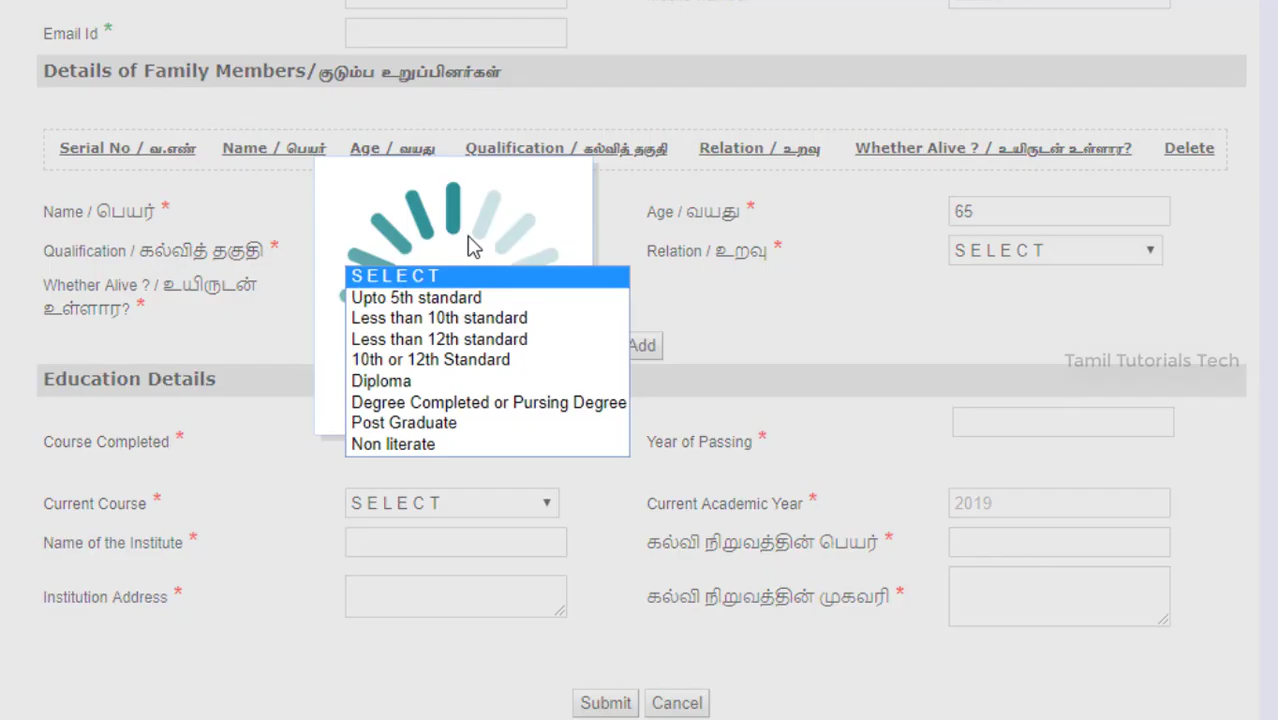 Email Id *
Details of Family Members/குடும்ப உறுப்பினர்கள்
Serial No / வ.எண் Name / பெயர் Age / வயது Qualification / கல்வித் தகுதி Relation / உறவு Whether Alive ? / உயிருடன் உள்ளார? Delete
Name / பெயர் * Age / வயது * 65
Qualification / கல்வித் தகுதி * Relation / உறவு * SELECT
Whether Alive ? / உயிருடன்
உள்ளார? *
SELECT
Upto 5th standard
Less than 10th standard
Less than 12th standard
10th or 12th Standard
Diploma
Degree Completed or Pursing Degree
Post Graduate
Non literate
Add
Tamil Tutorials Tech
Education Details
Course Completed * Year of Passing *
Current Course * SELECT Current Academic Year * 2019
Name of the Institute * கல்வி நிறுவத்தின் பெயர் *
Institution Address * கல்வி நிறுவத்தின் முகவரி *
Submit Cancel